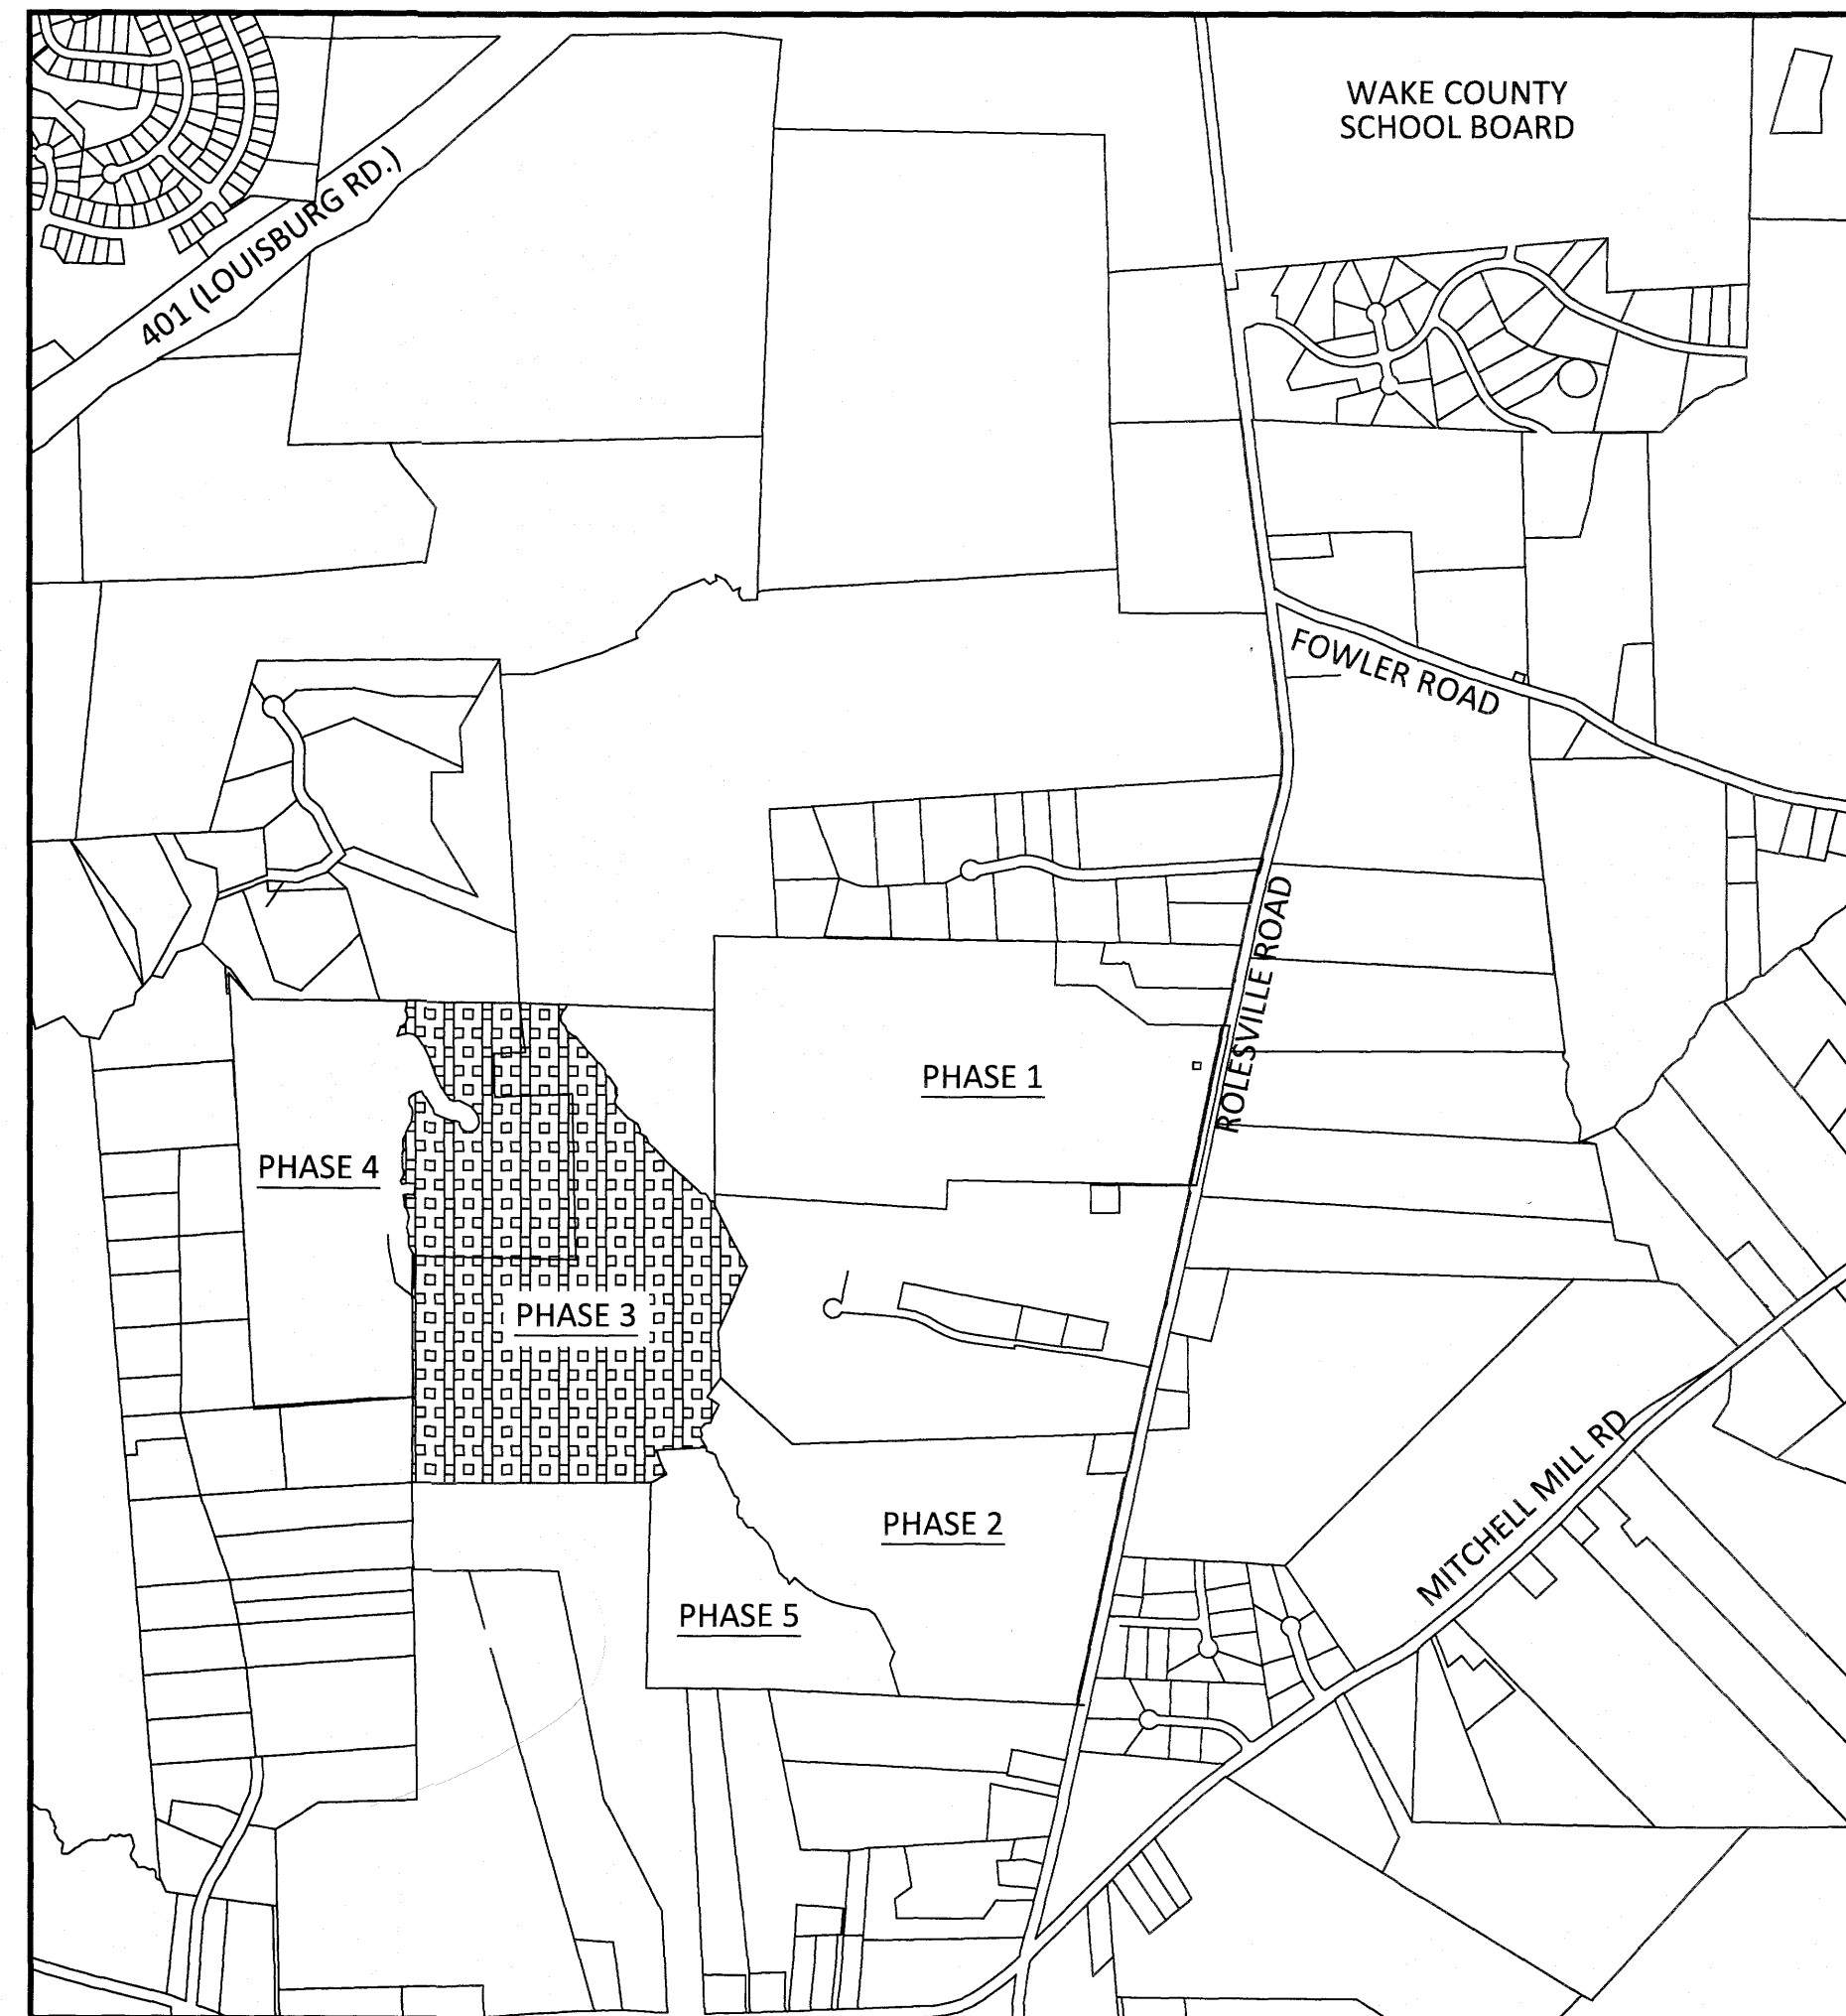 WAKE COUNTY
SCHOOL BOARD
401 (LOUISBURG RD.)
FOWLER ROAD
ROLESVILLE ROAD
PHASE 1
PHASE 4
PHASE 3
PHASE 2
PHASE 5
MITCHELL MILL RD